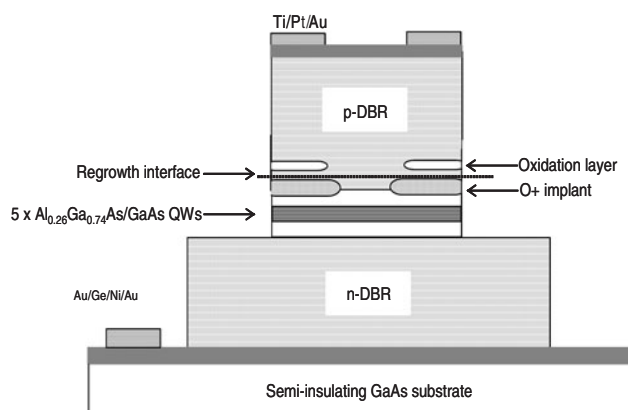 Ti/Pt/Au
p-DBR
Regrowth interface
Oxidation layer
O+ implant
5 x Al0.26Ga0.74As/GaAs QWs
n-DBR
Au/Ge/Ni/Au
Semi-insulating GaAs substrate